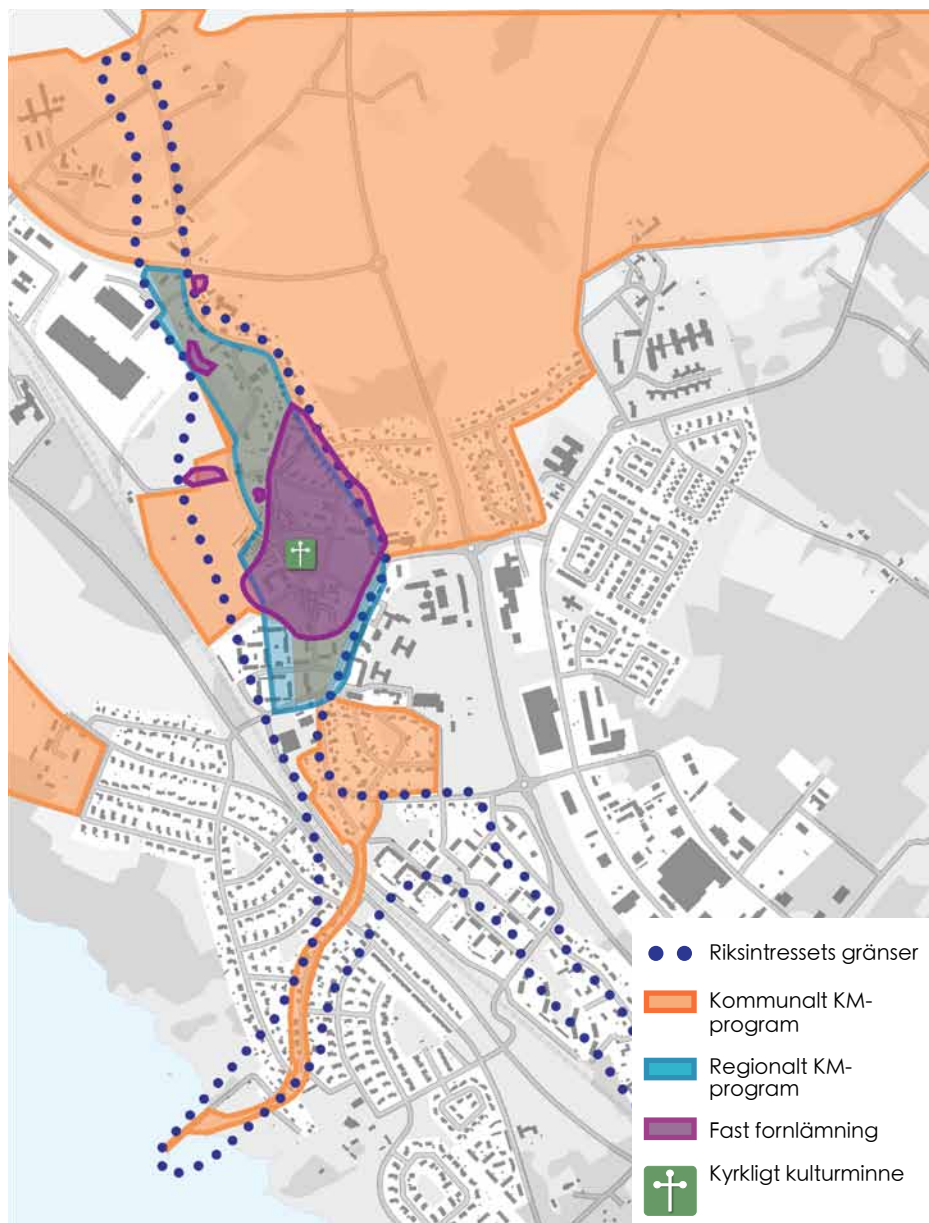 Riksintressets gränser
Kommunalt KM-
program
Regionalt KM-
program
Fast fornlämning
Kyrkligt kulturminne